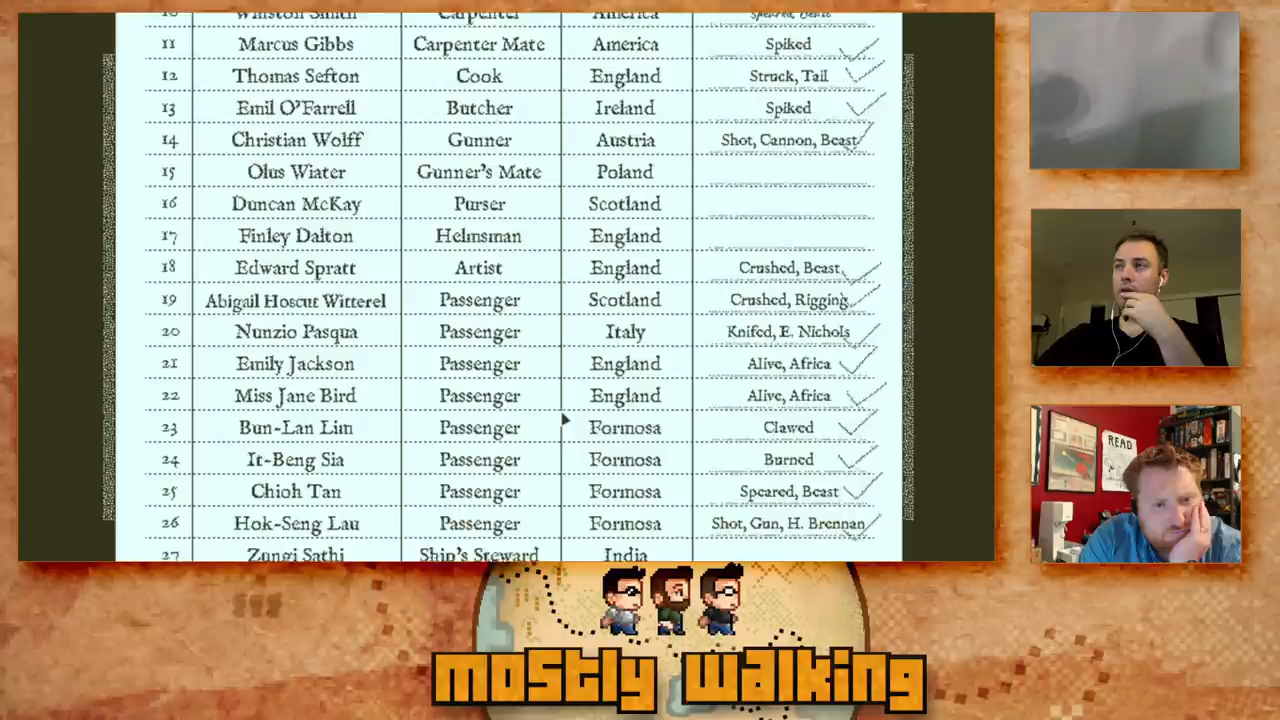 Winston Smith Carpenter America Speared, Beast
11 Marcus Gibbs Carpenter Mate America Spiked
12 Thomas Sefton Cook England Struck, Tail
13 Emil O'Farrell Butcher Ireland Spiked
14 Christian Wolff Gunner Austria Shot, Cannon, Beast
15 Olus Wiater Gunner's Mate Poland
16 Duncan McKay Purser Scotland
17 Finley Dalton Helmsman England
18 Edward Spratt Artist England Crushed, Beast
19 Abigail Hoscut Witterel Passenger Scotland Crushed, Rigging
20 Nunzio Pasqua Passenger Italy Knifed, E. Nichols
21 Emily Jackson Passenger England Alive, Africa
22 Miss Jane Bird Passenger England Alive, Africa
23 Bun-Lan Lim Passenger Formosa Clawed
24 It-Beng Sia Passenger Formosa Burned
25 Chioh Tan Passenger Formosa Speared, Beast
26 Hok-Seng Lau Passenger Formosa Shot, Gun, H. Brennan
27 Zungi Sathi Ship's Steward India
READ
mostly walking